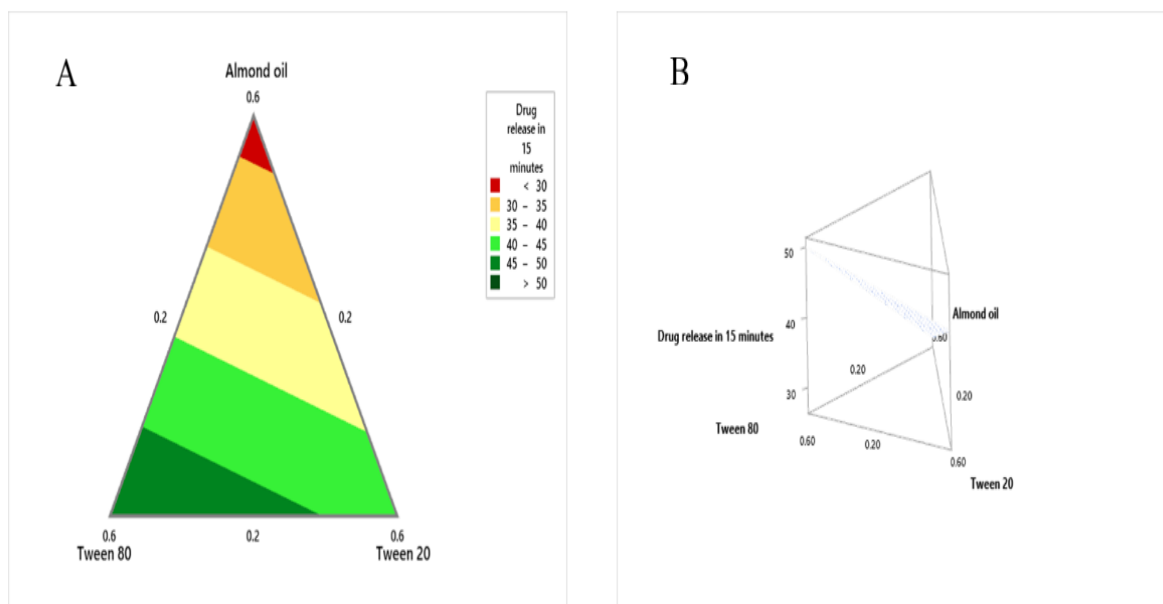 A
Almond oil
0.6
Drug
release in
15
minutes
< 30
30 – 35
35 – 40
40 – 45
45 – 50
> 50
0.2
0.2
0.6
0.2
0.6
Tween 80
Tween 20
B
50
Almond oil
40
0.60
Drug release in 15 minutes
0.20
30
0.20
Tween 80
0.60
0.20
0.60
Tween 20